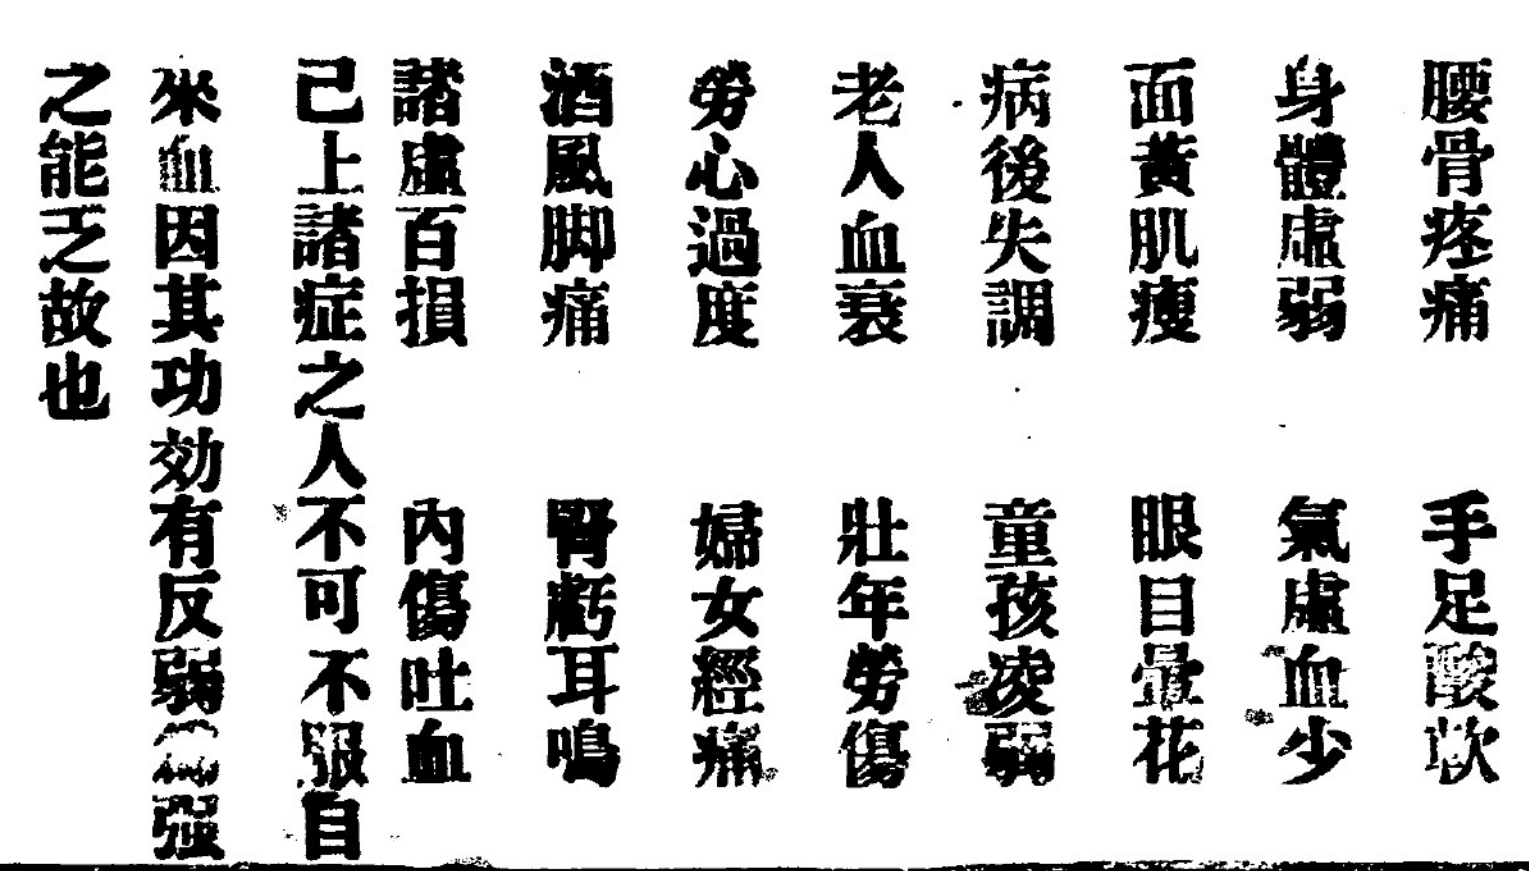 腰骨疼痛　手足酸軟
身體虛弱　氣虛血少
面黃肌瘦　眼目暈花
病後失調　童孩凌弱
老人血衰　壯年勞傷
勞心過度　婦女經痛
酒風脚痛　腎虧耳鳴
諸虛百損　內傷吐血
己上諸症之人不可不服自
來血因其功効有反弱強
之能之故也